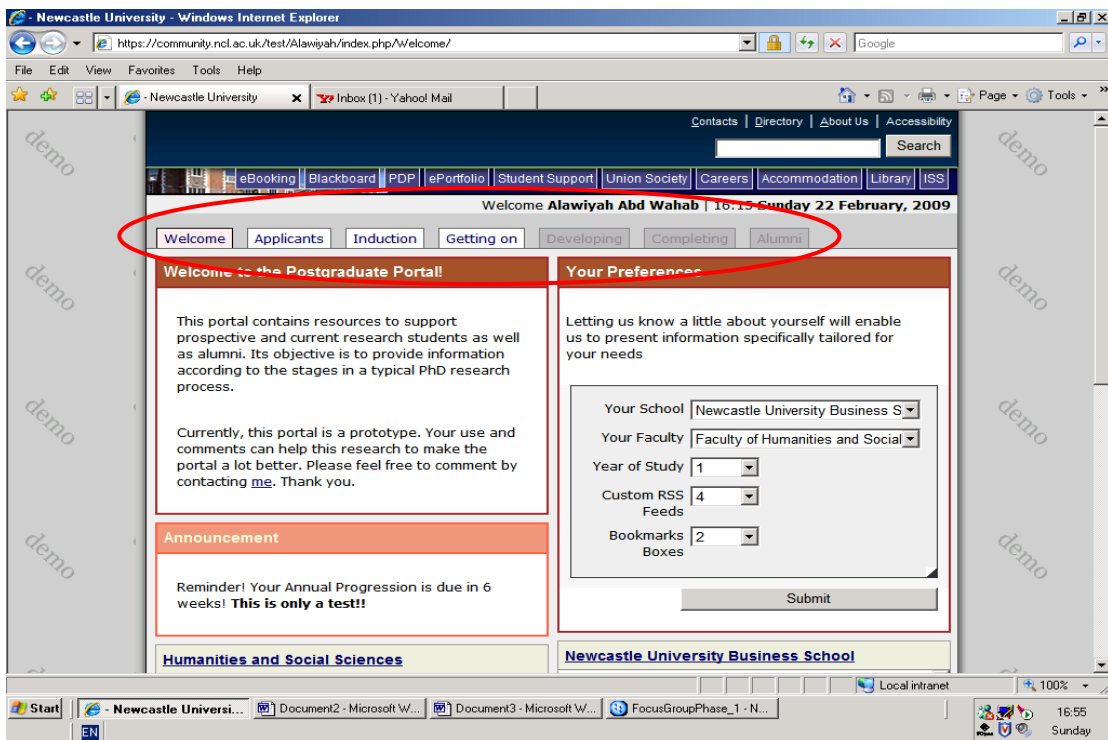 - Newcastle University - Windows Internet Explorer
https://community.ncl.ac.uk/test/Alawiyah/index.php/Welcome/
Google
File Edit View Favorites Tools Help
- Newcastle University Inbox (1) - Yahoo! Mail Page Tools
Contacts | Directory | About Us | Accessibility
Search
eBooking Blackboard PDP ePortfolio Student Support Union Society Careers Accommodation Library ISS
Welcome Alawiyah Abd Wahab | 16:15 Sunday 22 February, 2009
Welcome Applicants Induction Getting on Developing Completing Alumni
Welcome to the Postgraduate Portal!
This portal contains resources to support
prospective and current research students as well
as alumni. Its objective is to provide information
according to the stages in a typical PhD research
process.
Currently, this portal is a prototype. Your use and
comments can help this research to make the
portal a lot better. Please feel free to comment by
contacting me. Thank you.
Announcement
Reminder! Your Annual Progression is due in 6
weeks! This is only a test!!
Humanities and Social Sciences
Your Preferences
Letting us know a little about yourself will enable
us to present information specifically tailored for
your needs
Your School Newcastle University Business S
Your Faculty Faculty of Humanities and Social
Year of Study 1
Custom RSS 4
Feeds
Bookmarks 2
Boxes
Submit
Newcastle University Business School
demo
demo
demo
demo
demo
demo
demo
demo
Local intranet 100%
Start - Newcastle Universi... Document2 - Microsoft W... Document3 - Microsoft W... FocusGroupPhase_1 - N... 16:55
EN Sunday